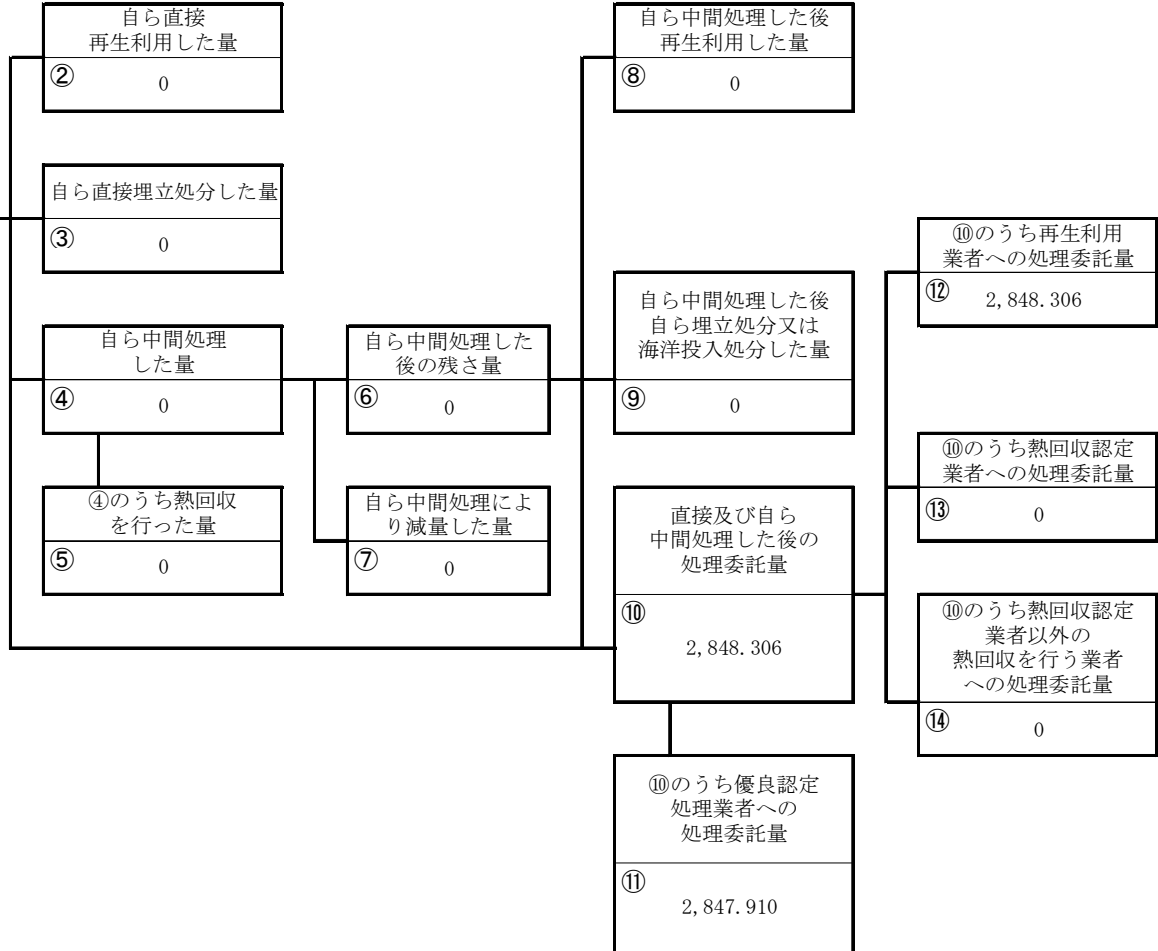 自ら直接
再生利用した量
② 0
自ら直接埋立処分した量
③ 0
自ら中間処理
した量
④ 0
④のうち熱回収
を行った量
⑤ 0
自ら中間処理した
後の残さ量
⑥ 0
自ら中間処理によ
り減量した量
⑦ 0
自ら中間処理した後
再生利用した量
⑧ 0
自ら中間処理した後
自ら埋立処分又は
海洋投入処分した量
⑨ 0
直接及び自ら
中間処理した後の
処理委託量
⑩
2,848.306
⑩のうち優良認定
処理業者への
処理委託量
⑪
2,847.910
⑩のうち再生利用
業者への処理委託量
⑫ 2,848.306
⑩のうち熱回収認定
業者への処理委託量
⑬ 0
⑩のうち熱回収認定
業者以外の
熱回収を行う業者
への処理委託量
⑭ 0